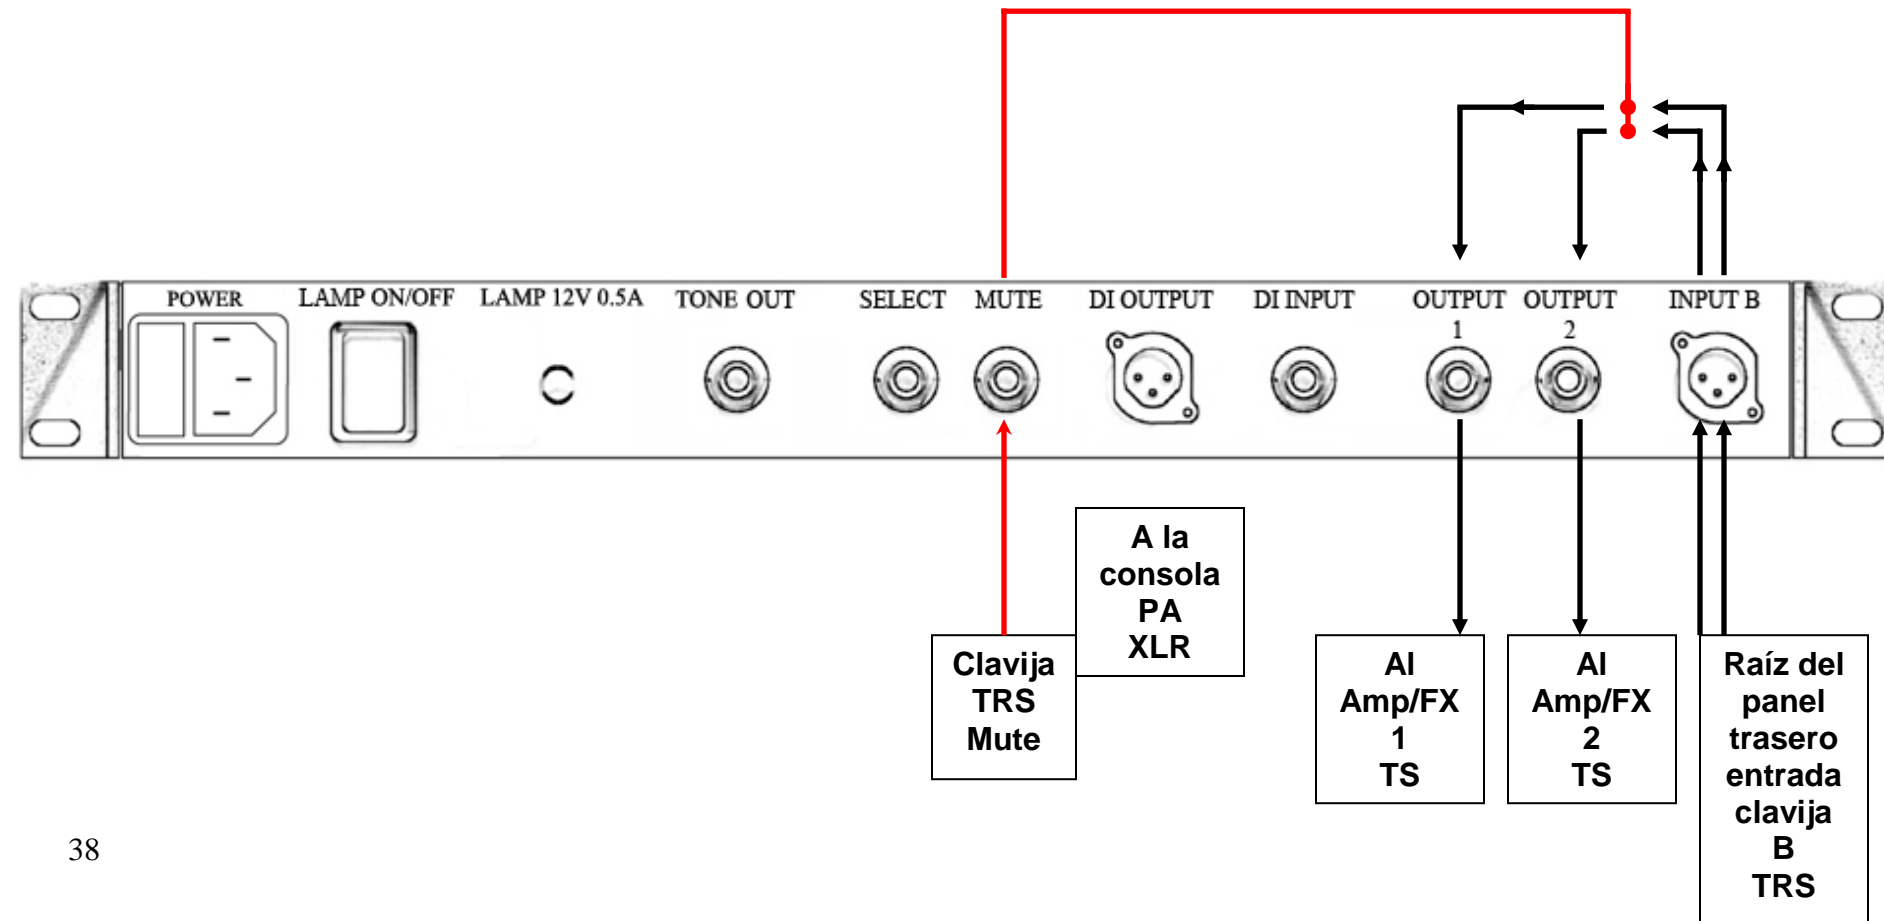 POWER
LAMP ON/OFF
LAMP 12V 0.5A
TONE OUT
SELECT
MUTE
DI OUTPUT
DI INPUT
OUTPUT
1
OUTPUT
2
INPUT B
A la
consola
PA
XLR
Clavija
TRS
Mute
Al
Amp/FX
1
TS
Al
Amp/FX
2
TS
Raíz del
panel
trasero
entrada
clavija
B
TRS
38